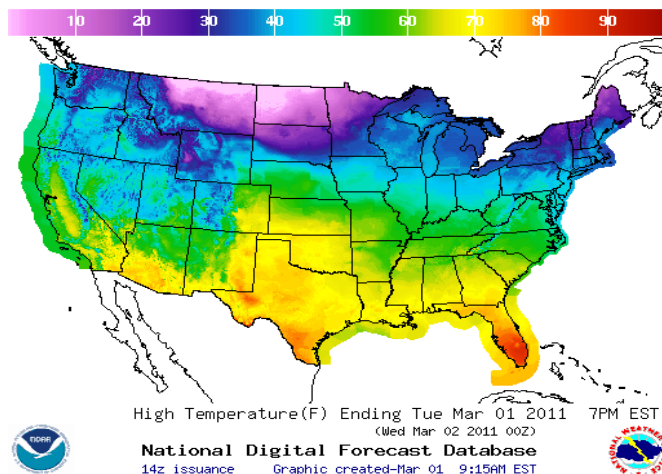 10 20 30 40 50 60 70 80 90
High Temperature(F) Ending Tue Mar 01 2011 7PM EST
(Wed Mar 02 2011 00Z)
National Digital Forecast Database
14z issuance Graphic created-Mar 01 9:15AM EST
NOAA